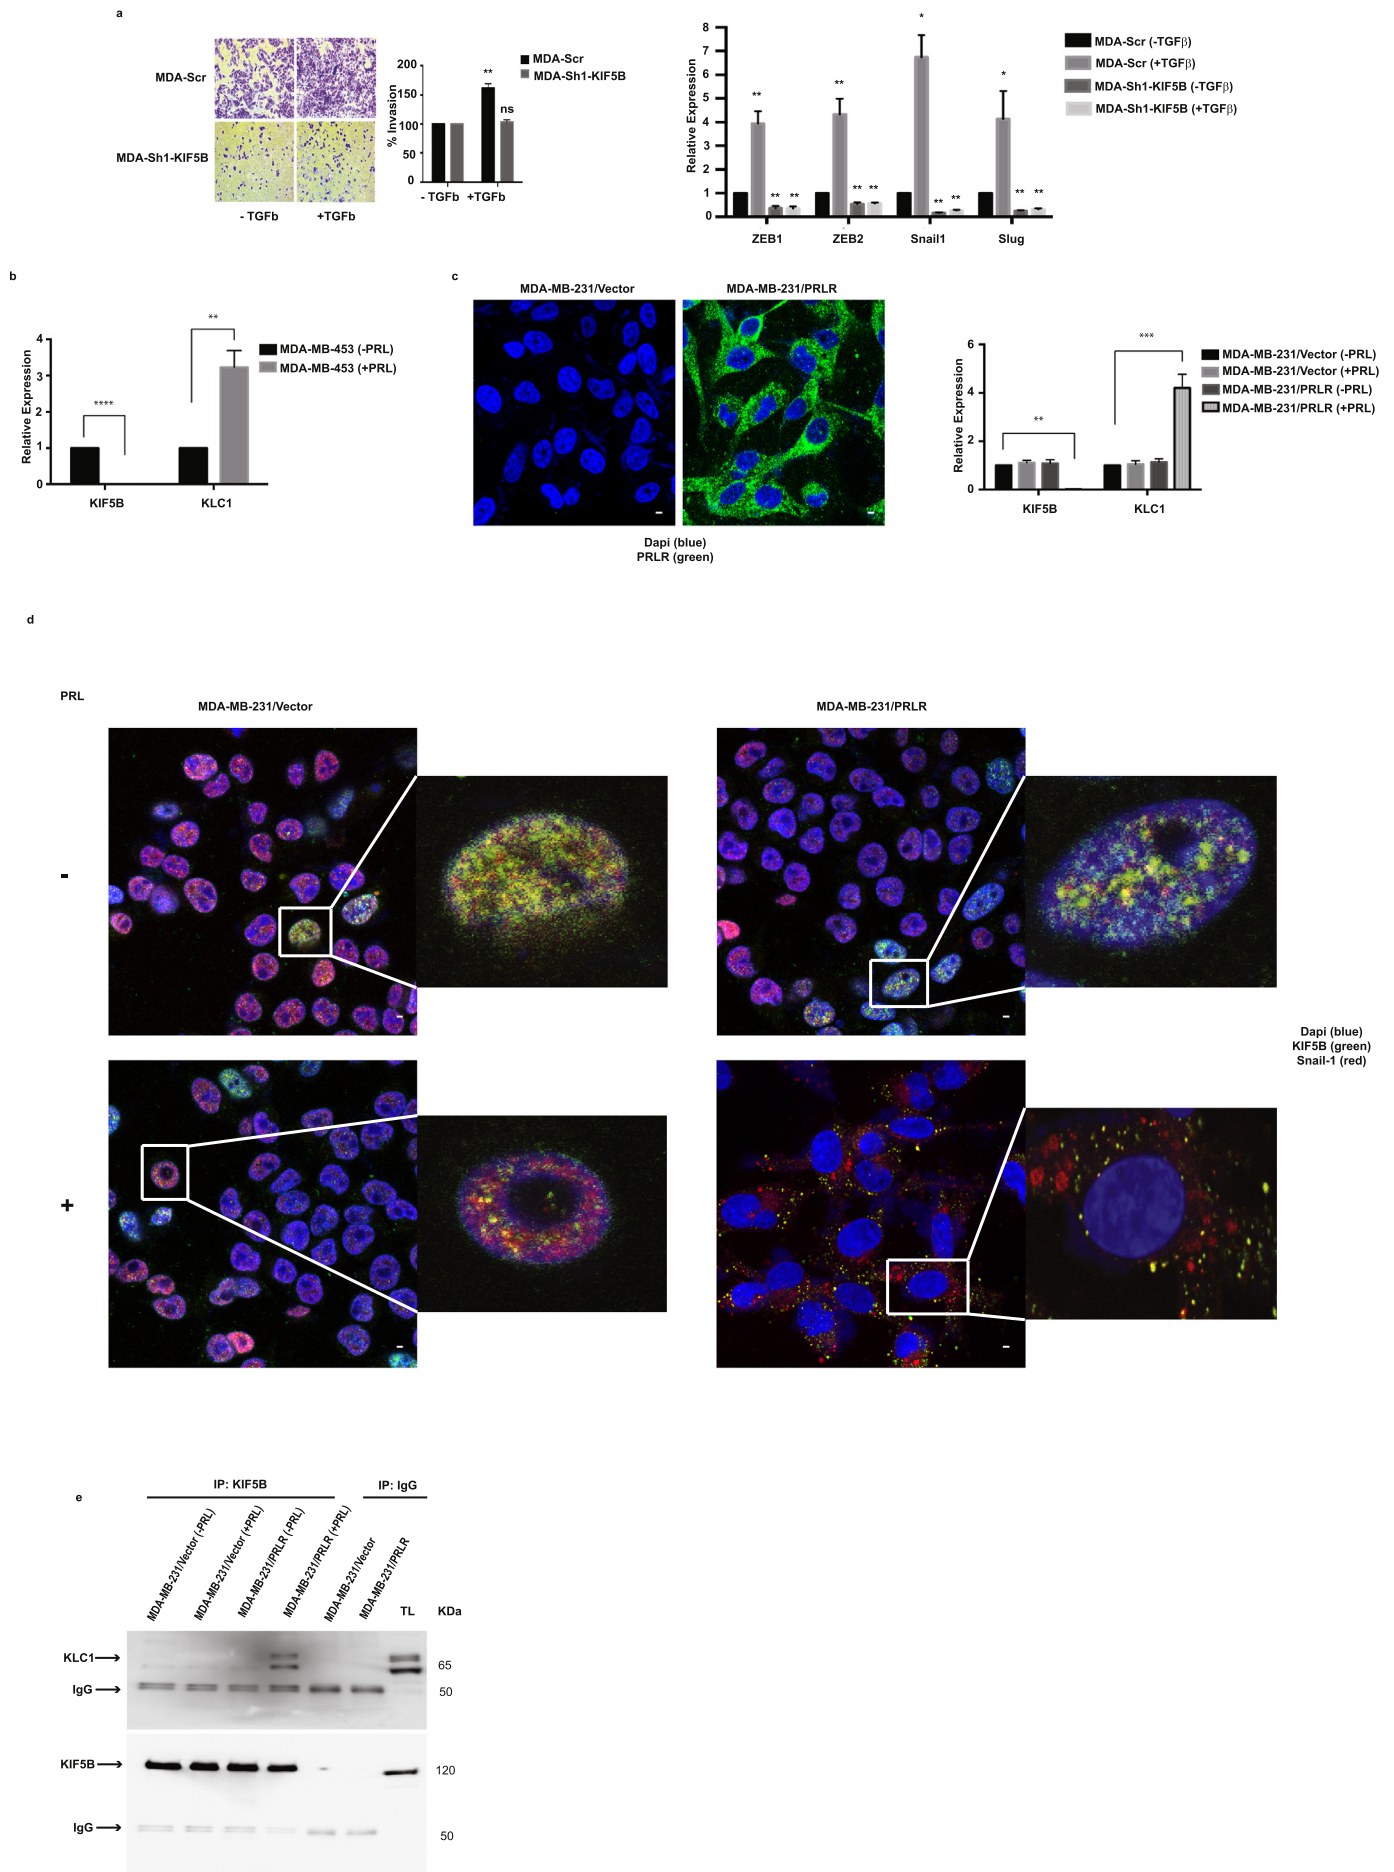 a
MDA-Scr
MDA-Sh1-KIF5B
- TGFb
+TGFb
% Invasion
200
150
100
50
0
**
ns
- TGFb
+TGFb
MDA-Scr
MDA-Sh1-KIF5B
Relative Expression
8
7
6
5
4
2
1
0
**
**
**
**
**
**
*
**
**
*
**
**
ZEB1
ZEB2
Snail1
Slug
MDA-Scr (-TGFβ)
MDA-Scr (+TGFβ)
MDA-Sh1-KIF5B (-TGFβ)
MDA-Sh1-KIF5B (+TGFβ)
b
Relative Expression
4
3
2
1
0
****
**
KIF5B
KLC1
MDA-MB-453 (-PRL)
MDA-MB-453 (+PRL)
c
MDA-MB-231/Vector
MDA-MB-231/PRLR
Dapi (blue)
PRLR (green)
Relative Expression
6
4
2
0
**
***
KIF5B
KLC1
MDA-MB-231/Vector (-PRL)
MDA-MB-231/Vector (+PRL)
MDA-MB-231/PRLR (-PRL)
MDA-MB-231/PRLR (+PRL)
d
PRL
MDA-MB-231/Vector
MDA-MB-231/PRLR
-
+
Dapi (blue)
KIF5B (green)
Snail-1 (red)
e
IP: KIF5B
IP: IgG
MDA-MB-231/Vector (-PRL)
MDA-MB-231/Vector (+PRL)
MDA-MB-231/PRLR (-PRL)
MDA-MB-231/PRLR (+PRL)
MDA-MB-231/Vector
MDA-MB-231/PRLR
TL
KDa
KLC1
65
IgG
50
KIF5B
120
IgG
50